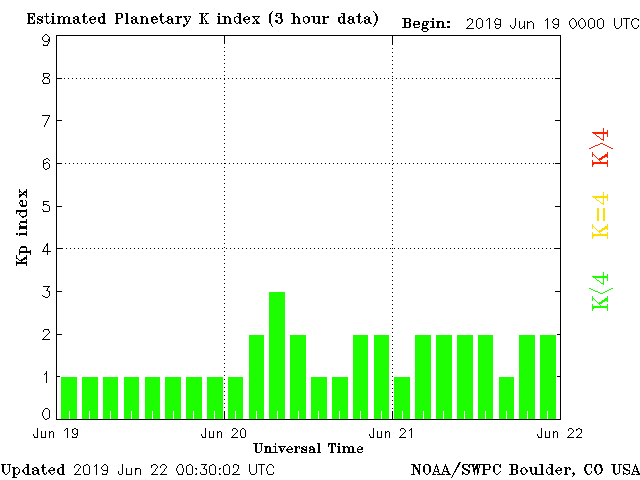 Estimated Planetary K index (3 hour data) Begin: 2019 Jun 19 0000 UTC
9
8
7
6
5
4
3
2
1
0
Kp index
K>4
K=4
K<4
Jun 19 Jun 20 Jun 21 Jun 22
Universal Time
Updated 2019 Jun 22 00:30:02 UTC NOAA/SWPC Boulder, CO USA